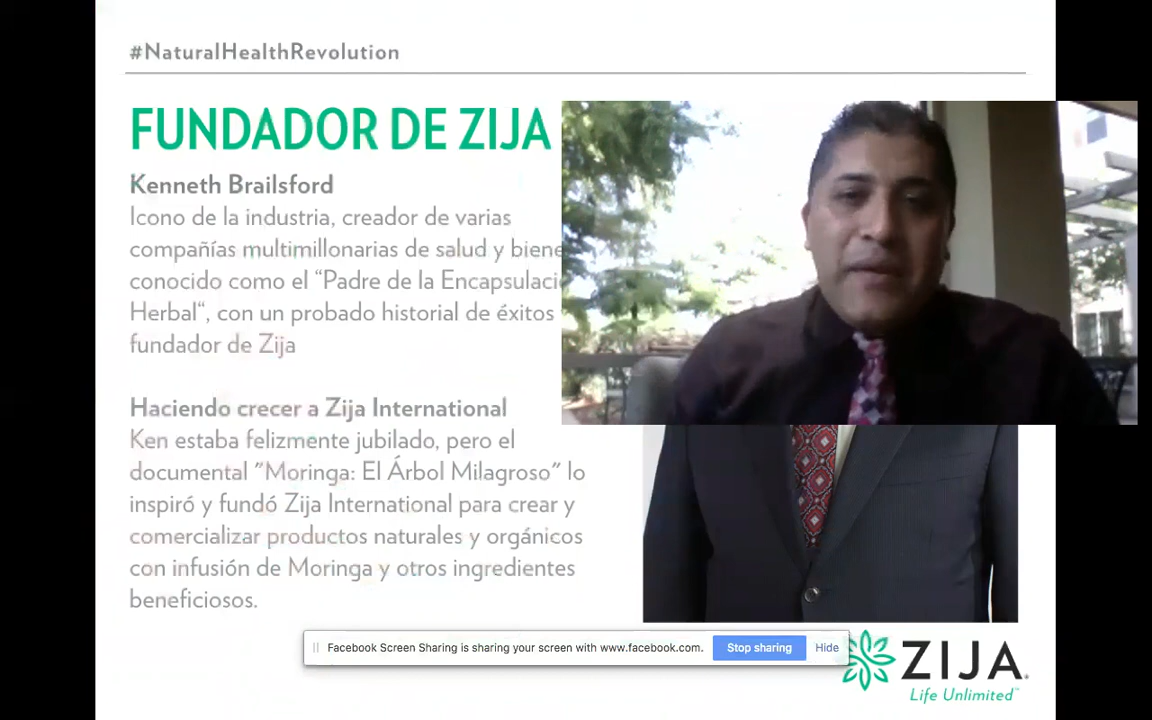 #NaturalHealthRevolution
FUNDADOR DE ZIJA
Kenneth Brailsford
Icono de la industria, creador de varias
compañías multimillonarias de salud y
conocido como el “Padre de la
Herbal“, con un probado historial de éxitos
fundador de Zija
Haciendo crecer a Zija International
Ken estaba felizmente jubilado, pero el
documental "Moringa: El Árbol Milagroso" lo
inspiró y fundó Zija International para crear y
comercializar productos naturales y orgánicos
con infusión de Moringa y otros ingredientes
beneficiosos.
Facebook Screen Sharing is sharing your screen with www.facebook.com. Stop sharing Hide
ZIJA
Life Unlimited™